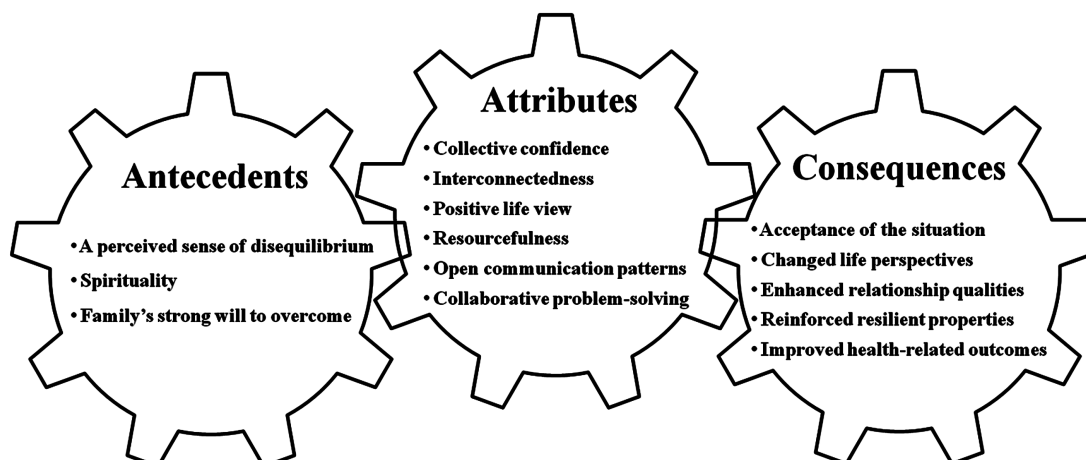 Antecedents
• A perceived sense of disequilibrium
• Spirituality
• Family's strong will to overcome
Attributes
• Collective confidence
• Interconnectedness
• Positive life view
• Resourcefulness
• Open communication patterns
• Collaborative problem-solving
Consequences
• Acceptance of the situation
• Changed life perspectives
• Enhanced relationship qualities
• Reinforced resilient properties
• Improved health-related outcomes